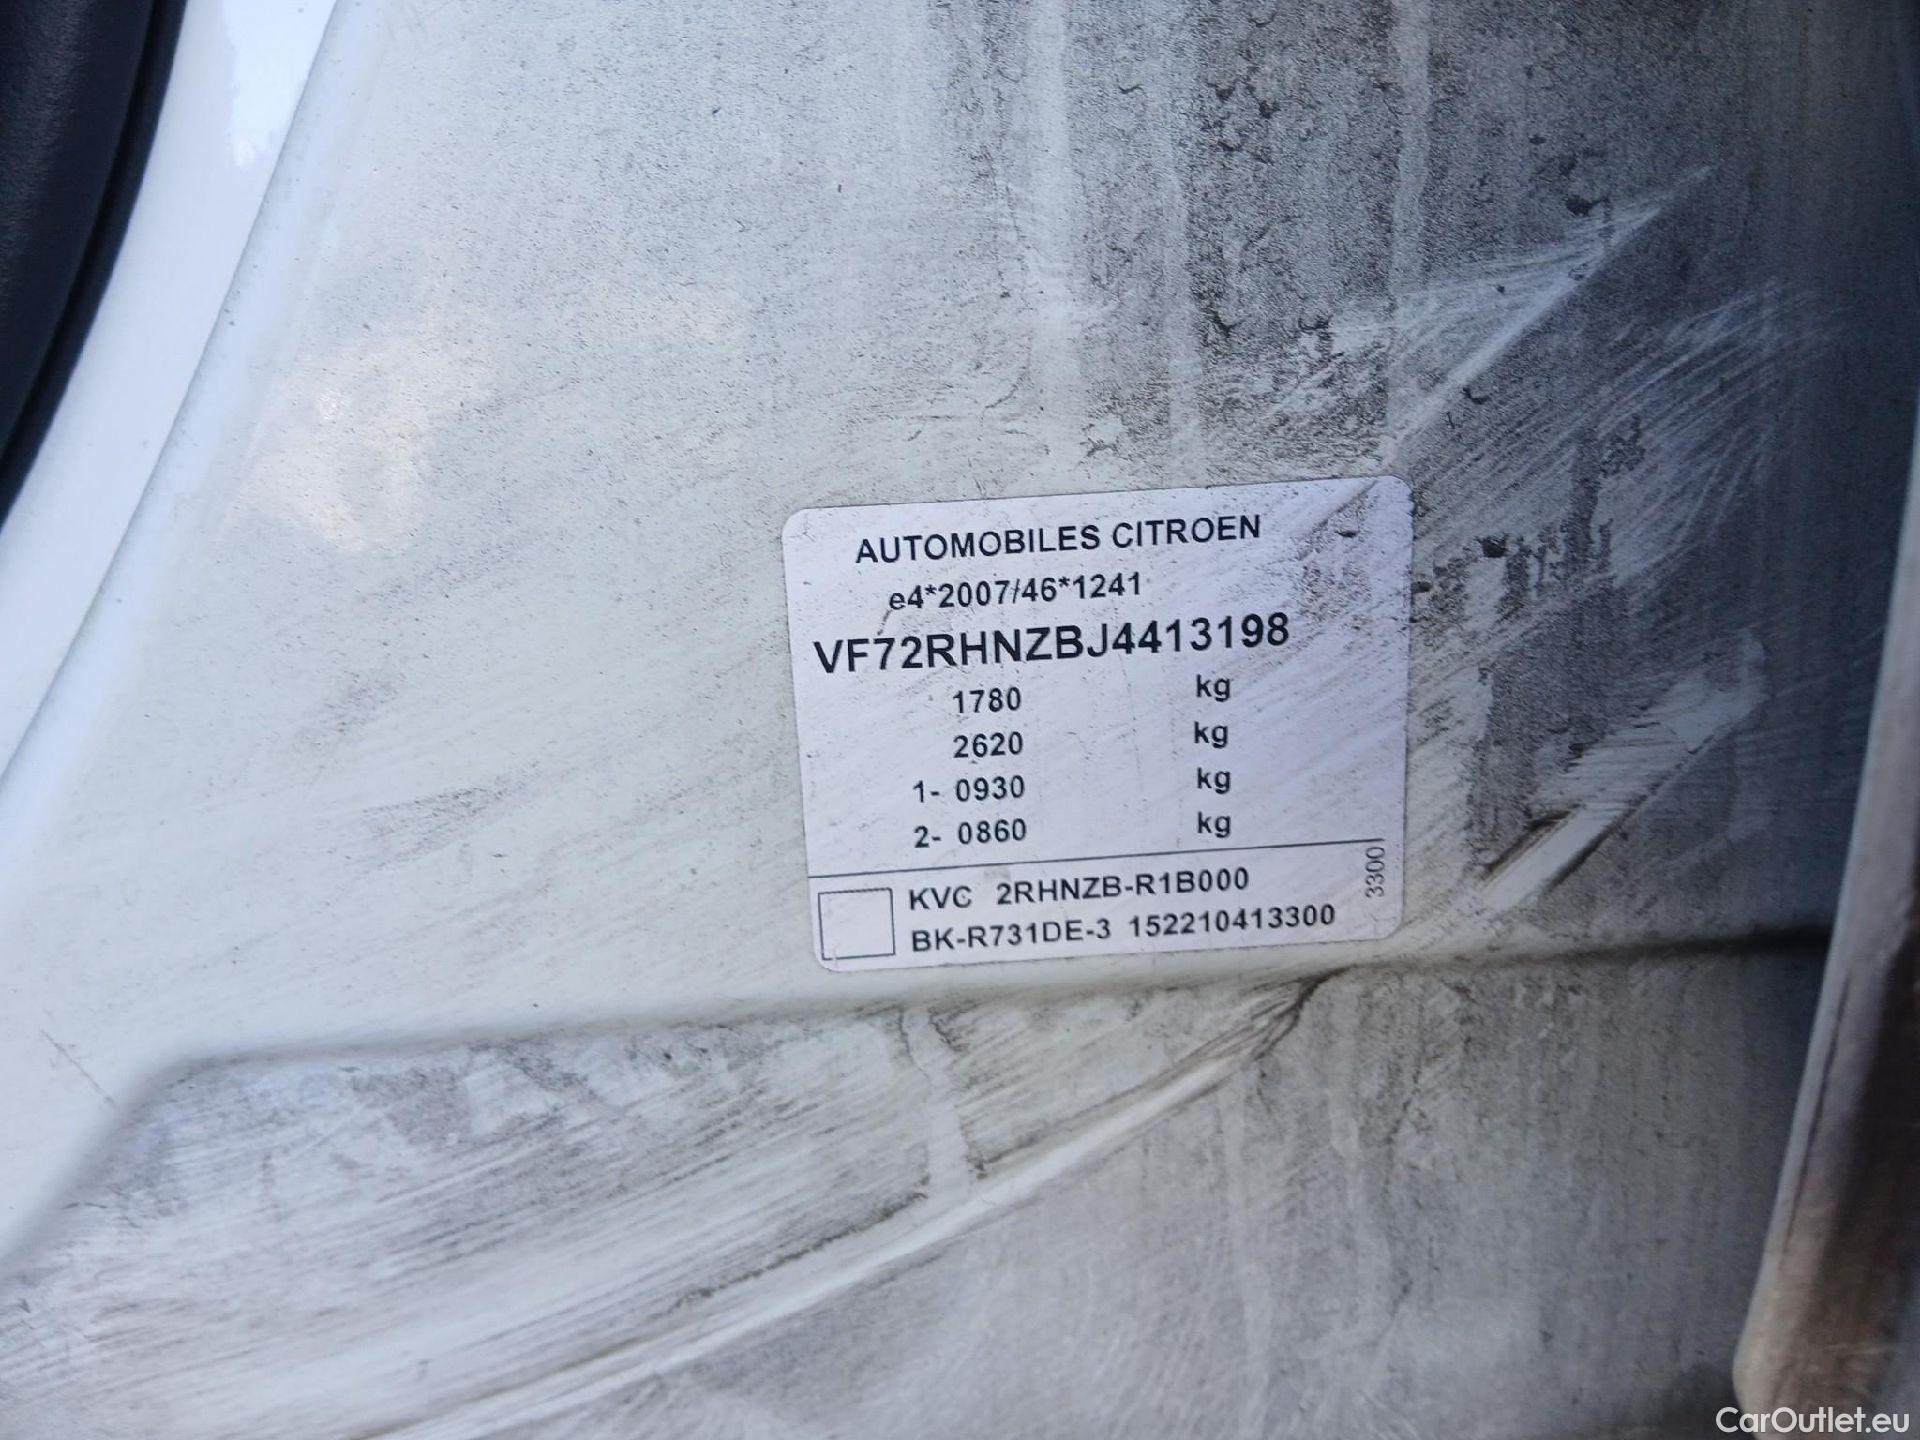 AUTOMOBILES CITROEN
e4*2007/46*1241
VF72RHNZBJ4413198
1780 kg
2620 kg
1- 0930 kg
2- 0860 kg
KVC 2RHNZB-R1B000
BK-R731DE-3 152210413300
3300
CarOutlet.eu